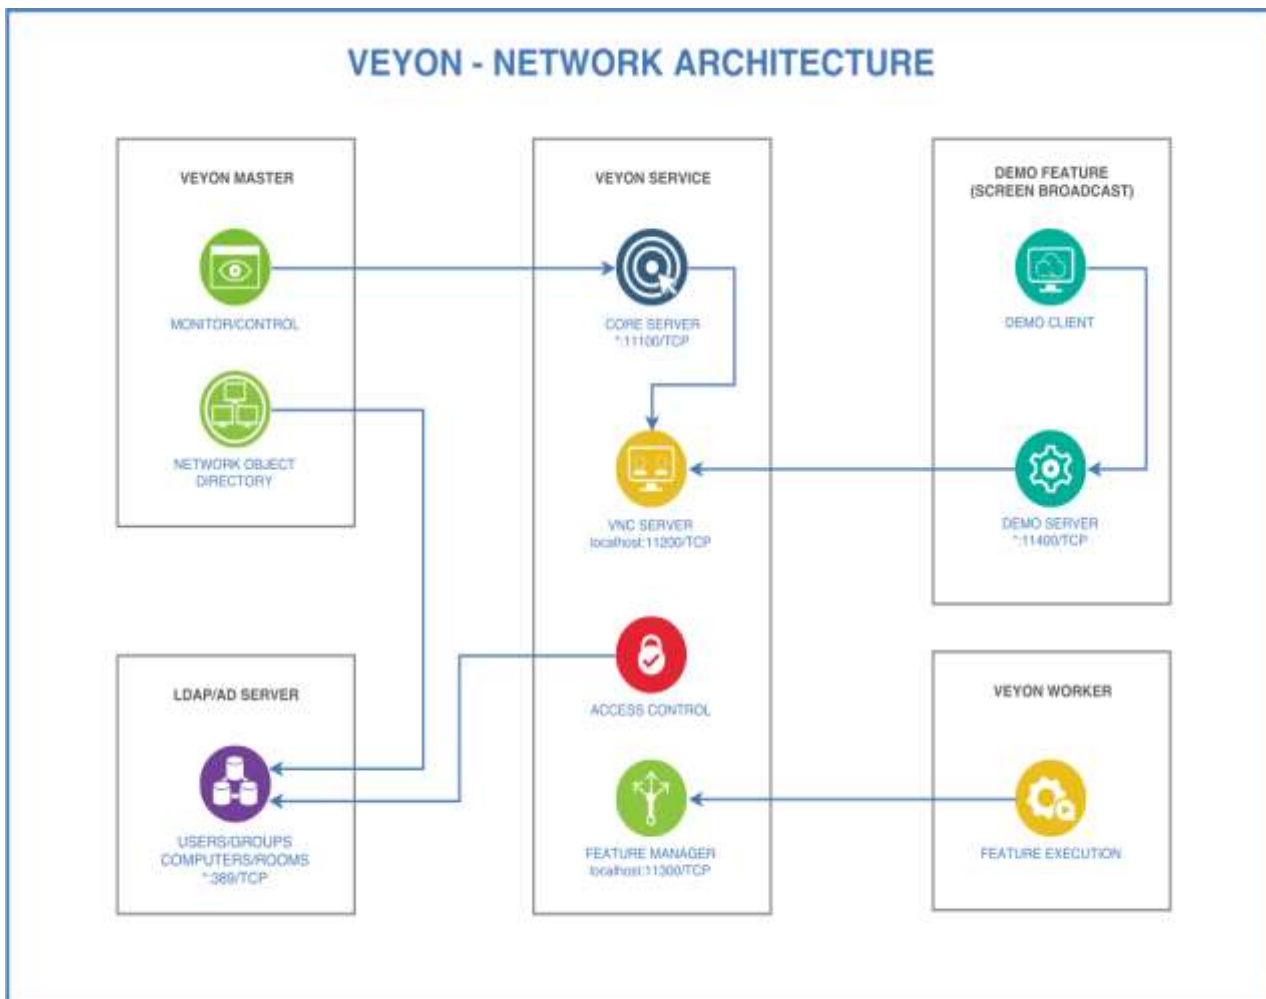 VEYON - NETWORK ARCHITECTURE
VEYON MASTER
MONITOR/CONTROL
NETWORK OBJECT
DIRECTORY
VEYON SERVICE
CORE SERVER
*:11100/TCP
VNC SERVER
localhost:11200/TCP
ACCESS CONTROL
FEATURE MANAGER
localhost:11300/TCP
DEMO FEATURE
(SCREEN BROADCAST)
DEMO CLIENT
DEMO SERVER
*:11400/TCP
LDAP/AD SERVER
USERS/GROUPS
COMPUTERS/ROOMS
*:389/TCP
VEYON WORKER
FEATURE EXECUTION